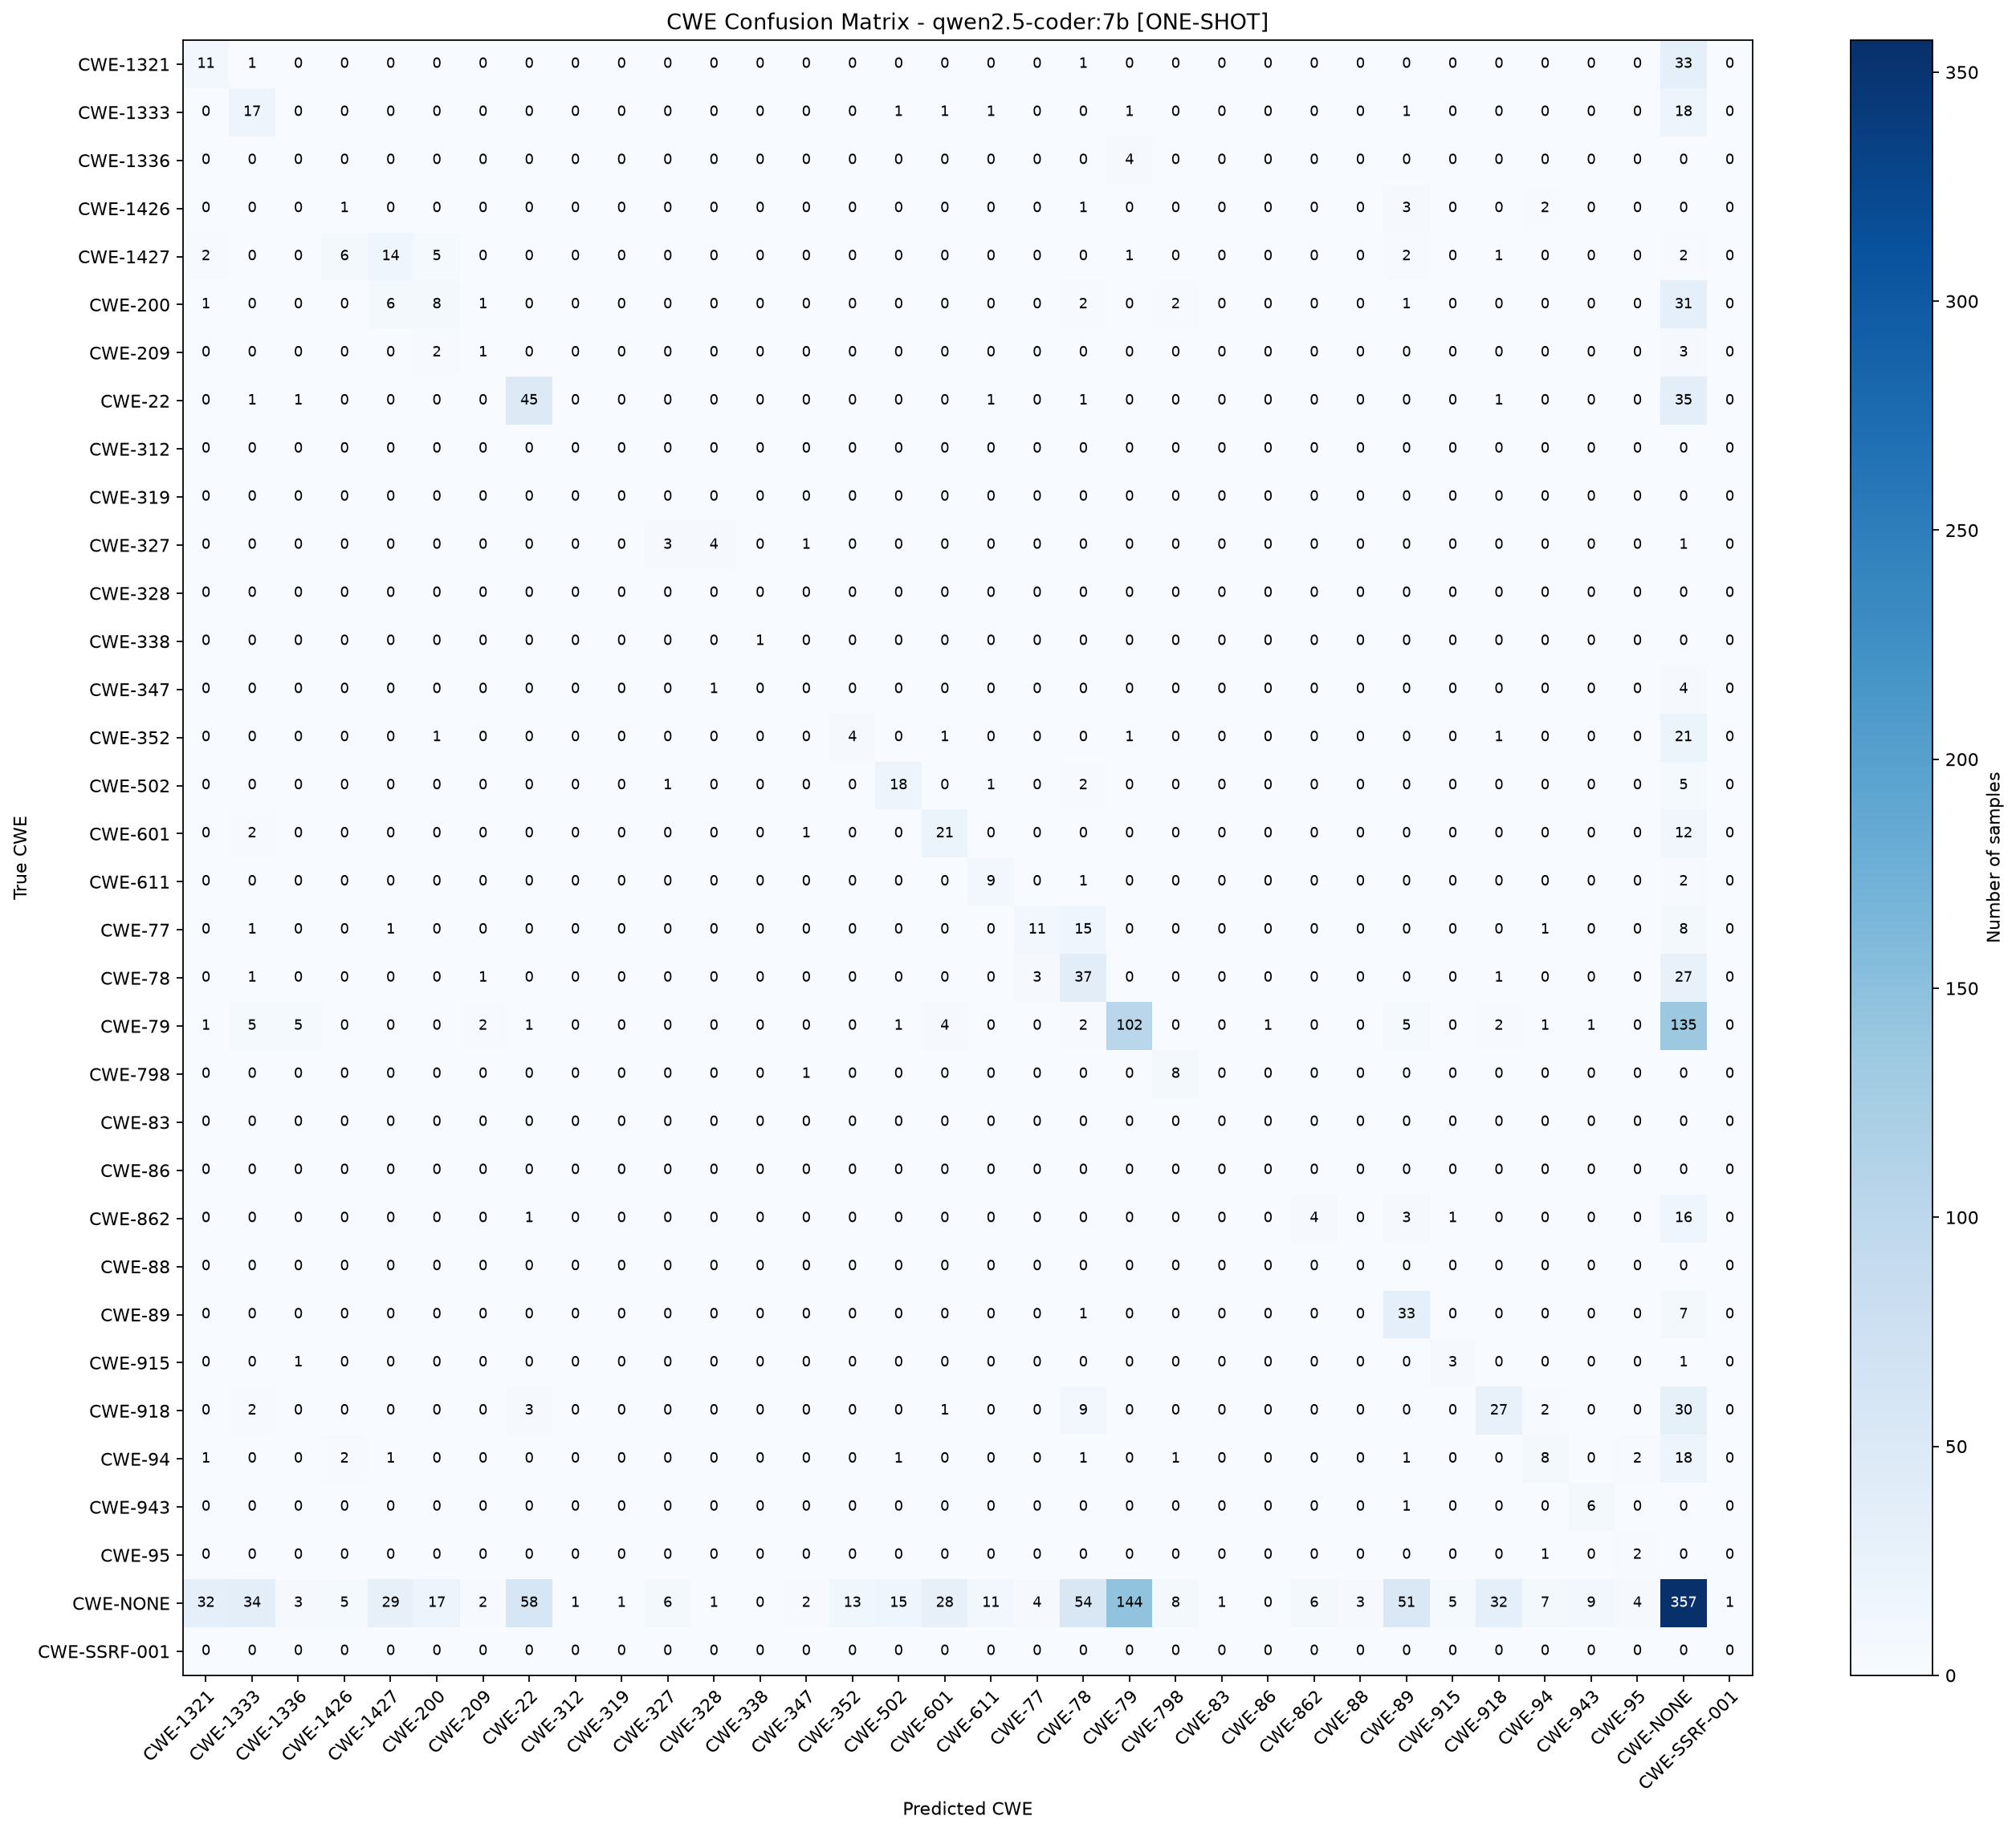 CWE Confusion Matrix - qwen2.5-coder:7b [ONE-SHOT]
CWE-1321 11 1 0 0 0 0 0 0 0 0 0 0 0 0 0 0 0 0 0 1 0 0 0 0 0 0 0 0 0 0 0 0 33 0
CWE-1333 0 17 0 0 0 0 0 0 0 0 0 0 0 0 0 1 1 1 0 0 1 0 0 0 0 0 1 0 0 0 0 0 18 0
CWE-1336 0 0 0 0 0 0 0 0 0 0 0 0 0 0 0 0 0 0 0 0 4 0 0 0 0 0 0 0 0 0 0 0 0 0
CWE-1426 0 0 0 1 0 0 0 0 0 0 0 0 0 0 0 0 0 0 0 1 0 0 0 0 0 0 3 0 0 2 0 0 0 0
CWE-1427 2 0 0 6 14 5 0 0 0 0 0 0 0 0 0 0 0 0 0 0 1 0 0 0 0 0 2 0 1 0 0 0 2 0
CWE-200 1 0 0 0 6 8 1 0 0 0 0 0 0 0 0 0 0 0 0 2 0 2 0 0 0 0 1 0 0 0 0 0 31 0
CWE-209 0 0 0 0 0 2 1 0 0 0 0 0 0 0 0 0 0 0 0 0 0 0 0 0 0 0 0 0 0 0 0 0 3 0
CWE-22 0 1 1 0 0 0 0 45 0 0 0 0 0 0 0 0 0 1 0 1 0 0 0 0 0 0 0 0 1 0 0 0 35 0
CWE-312 0 0 0 0 0 0 0 0 0 0 0 0 0 0 0 0 0 0 0 0 0 0 0 0 0 0 0 0 0 0 0 0 0 0
CWE-319 0 0 0 0 0 0 0 0 0 0 0 0 0 0 0 0 0 0 0 0 0 0 0 0 0 0 0 0 0 0 0 0 0 0
CWE-327 0 0 0 0 0 0 0 0 0 0 3 4 0 1 0 0 0 0 0 0 0 0 0 0 0 0 0 0 0 0 0 0 1 0
CWE-328 0 0 0 0 0 0 0 0 0 0 0 0 0 0 0 0 0 0 0 0 0 0 0 0 0 0 0 0 0 0 0 0 0 0
CWE-338 0 0 0 0 0 0 0 0 0 0 0 0 1 0 0 0 0 0 0 0 0 0 0 0 0 0 0 0 0 0 0 0 0 0
CWE-347 0 0 0 0 0 0 0 0 0 0 0 1 0 0 0 0 0 0 0 0 0 0 0 0 0 0 0 0 0 0 0 0 4 0
CWE-352 0 0 0 0 0 1 0 0 0 0 0 0 0 0 4 0 1 0 0 0 1 0 0 0 0 0 0 0 1 0 0 0 21 0
CWE-502 0 0 0 0 0 0 0 0 0 0 1 0 0 0 0 18 0 1 0 2 0 0 0 0 0 0 0 0 0 0 0 0 5 0
CWE-601 0 2 0 0 0 0 0 0 0 0 0 0 0 1 0 0 21 0 0 0 0 0 0 0 0 0 0 0 0 0 0 0 12 0
CWE-611 0 0 0 0 0 0 0 0 0 0 0 0 0 0 0 0 0 9 0 1 0 0 0 0 0 0 0 0 0 0 0 0 2 0
CWE-77 0 1 0 0 1 0 0 0 0 0 0 0 0 0 0 0 0 0 11 15 0 0 0 0 0 0 0 0 0 1 0 0 8 0
CWE-78 0 1 0 0 0 0 1 0 0 0 0 0 0 0 0 0 0 0 3 37 0 0 0 0 0 0 0 0 1 0 0 0 27 0
CWE-79 1 5 5 0 0 0 2 1 0 0 0 0 0 0 0 1 4 0 0 2 102 0 0 1 0 0 5 0 2 1 1 0 135 0
CWE-798 0 0 0 0 0 0 0 0 0 0 0 0 0 1 0 0 0 0 0 0 0 8 0 0 0 0 0 0 0 0 0 0 0 0
CWE-83 0 0 0 0 0 0 0 0 0 0 0 0 0 0 0 0 0 0 0 0 0 0 0 0 0 0 0 0 0 0 0 0 0 0
CWE-86 0 0 0 0 0 0 0 0 0 0 0 0 0 0 0 0 0 0 0 0 0 0 0 0 0 0 0 0 0 0 0 0 0 0
CWE-862 0 0 0 0 0 0 0 1 0 0 0 0 0 0 0 0 0 0 0 0 0 0 0 0 4 0 3 1 0 0 0 0 16 0
CWE-88 0 0 0 0 0 0 0 0 0 0 0 0 0 0 0 0 0 0 0 0 0 0 0 0 0 0 0 0 0 0 0 0 0 0
CWE-89 0 0 0 0 0 0 0 0 0 0 0 0 0 0 0 0 0 0 0 1 0 0 0 0 0 0 33 0 0 0 0 0 7 0
CWE-915 0 0 1 0 0 0 0 0 0 0 0 0 0 0 0 0 0 0 0 0 0 0 0 0 0 0 0 3 0 0 0 0 1 0
CWE-918 0 2 0 0 0 0 0 3 0 0 0 0 0 0 0 0 1 0 0 9 0 0 0 0 0 0 0 0 27 2 0 0 30 0
CWE-94 1 0 0 2 1 0 0 0 0 0 0 0 0 0 0 1 0 0 0 1 0 1 0 0 0 0 1 0 0 8 0 2 18 0
CWE-943 0 0 0 0 0 0 0 0 0 0 0 0 0 0 0 0 0 0 0 0 0 0 0 0 0 0 1 0 0 0 6 0 0 0
CWE-95 0 0 0 0 0 0 0 0 0 0 0 0 0 0 0 0 0 0 0 0 0 0 0 0 0 0 0 0 0 1 0 2 0 0
CWE-NONE 32 34 3 5 29 17 2 58 1 1 6 1 0 2 13 15 28 11 4 54 144 8 1 0 6 3 51 5 32 7 9 4 357 1
CWE-SSRF-001 0 0 0 0 0 0 0 0 0 0 0 0 0 0 0 0 0 0 0 0 0 0 0 0 0 0 0 0 0 0 0 0 0 0
CWE-1321 CWE-1333 CWE-1336 CWE-1426 CWE-1427 CWE-200 CWE-209 CWE-22 CWE-312 CWE-319 CWE-327 CWE-328 CWE-338 CWE-347 CWE-352 CWE-502 CWE-601 CWE-611 CWE-77 CWE-78 CWE-79 CWE-798 CWE-83 CWE-86 CWE-862 CWE-88 CWE-89 CWE-915 CWE-918 CWE-94 CWE-943 CWE-95 CWE-NONE CWE-SSRF-001
Predicted CWE
True CWE
350
300
250
200
150
100
50
0
Number of samples